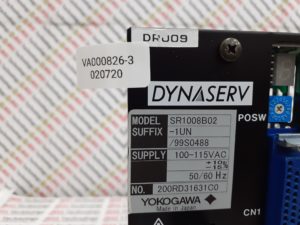 DRJ09
VA000826-3
020720
DYNASERV
POSW
MODEL SR1008B02
SUFFIX -1UN
/99S0488
SUPPLY 100-115VAC
+10%
-15%
50/60 Hz
NO. 200RD31631C0
YOKOGAWA
Made in Japan
CN1